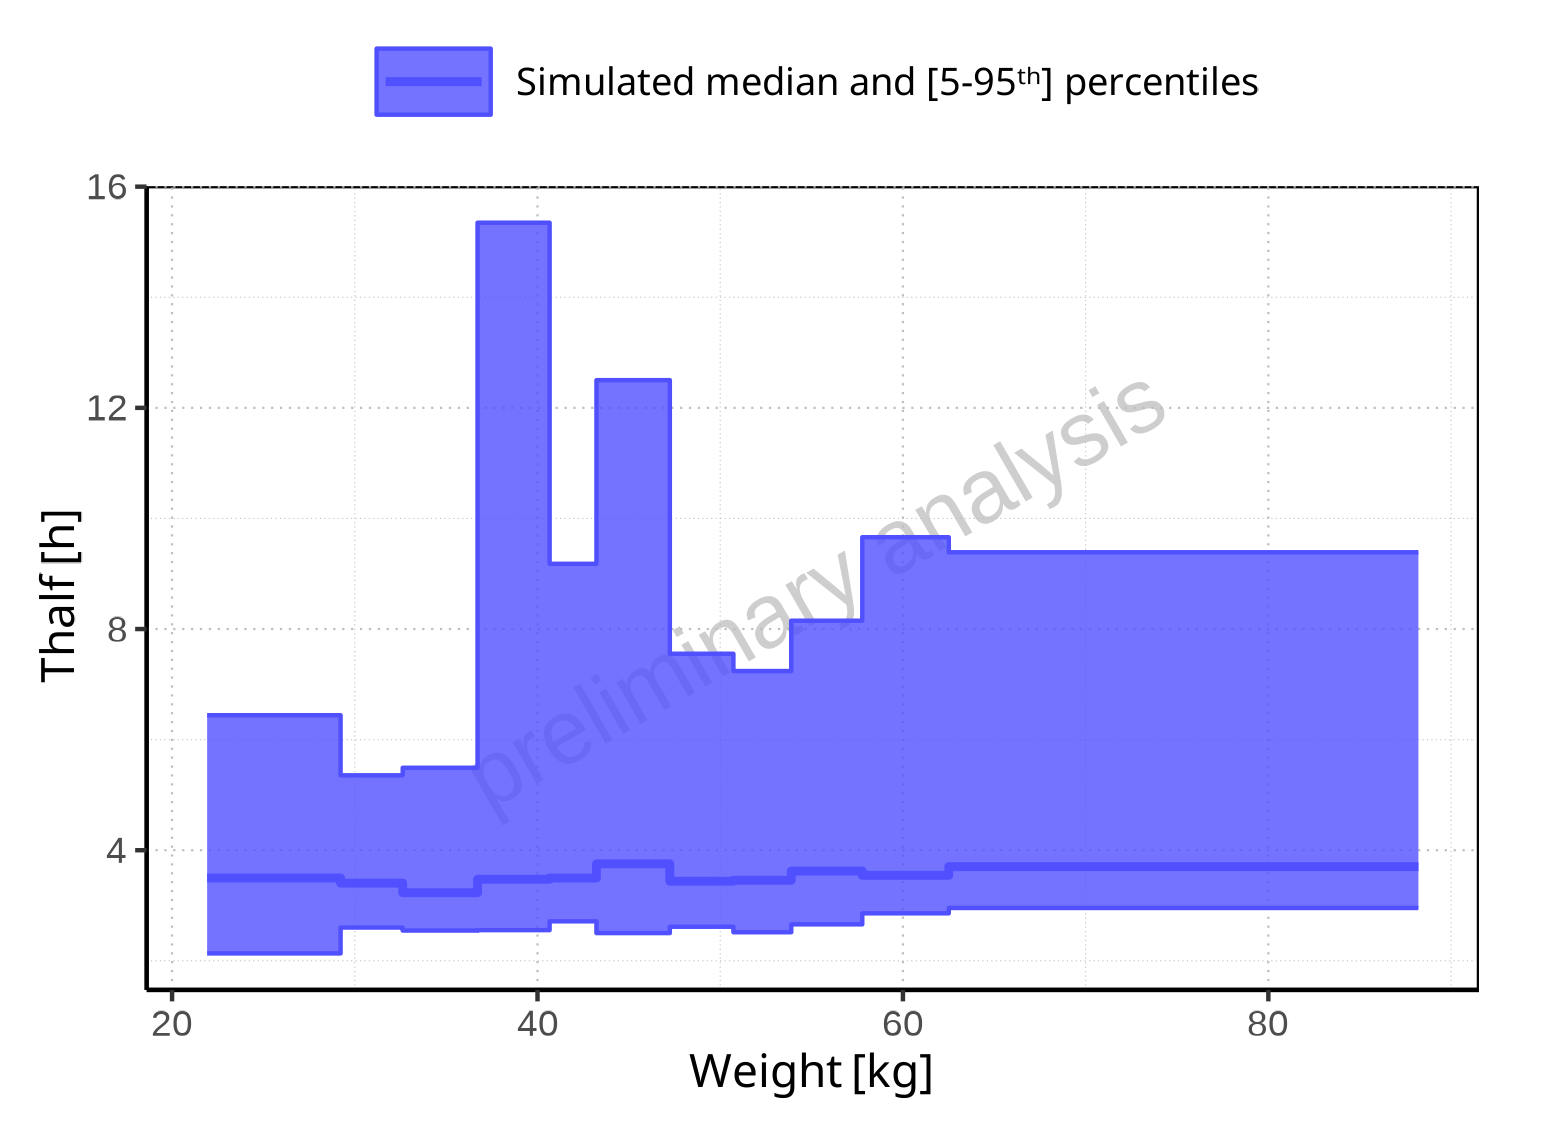 Simulated median and [5-95ᵗʰ] percentiles
16
12
8
4
Thalf [h]
preliminary analysis
20 40 60 80
Weight [kg]